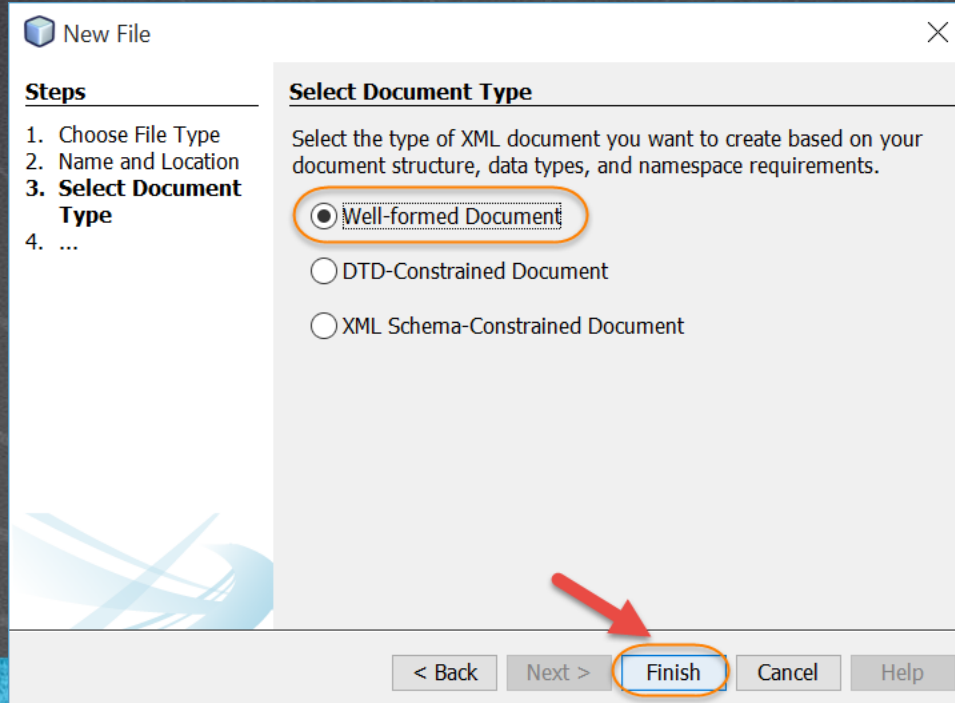 New File
Steps
1. Choose File Type
2. Name and Location
3. Select Document
Type
4. ...
Select Document Type
Select the type of XML document you want to create based on your
document structure, data types, and namespace requirements.
Well-formed Document
DTD-Constrained Document
XML Schema-Constrained Document
< Back
Next >
Finish
Cancel
Help